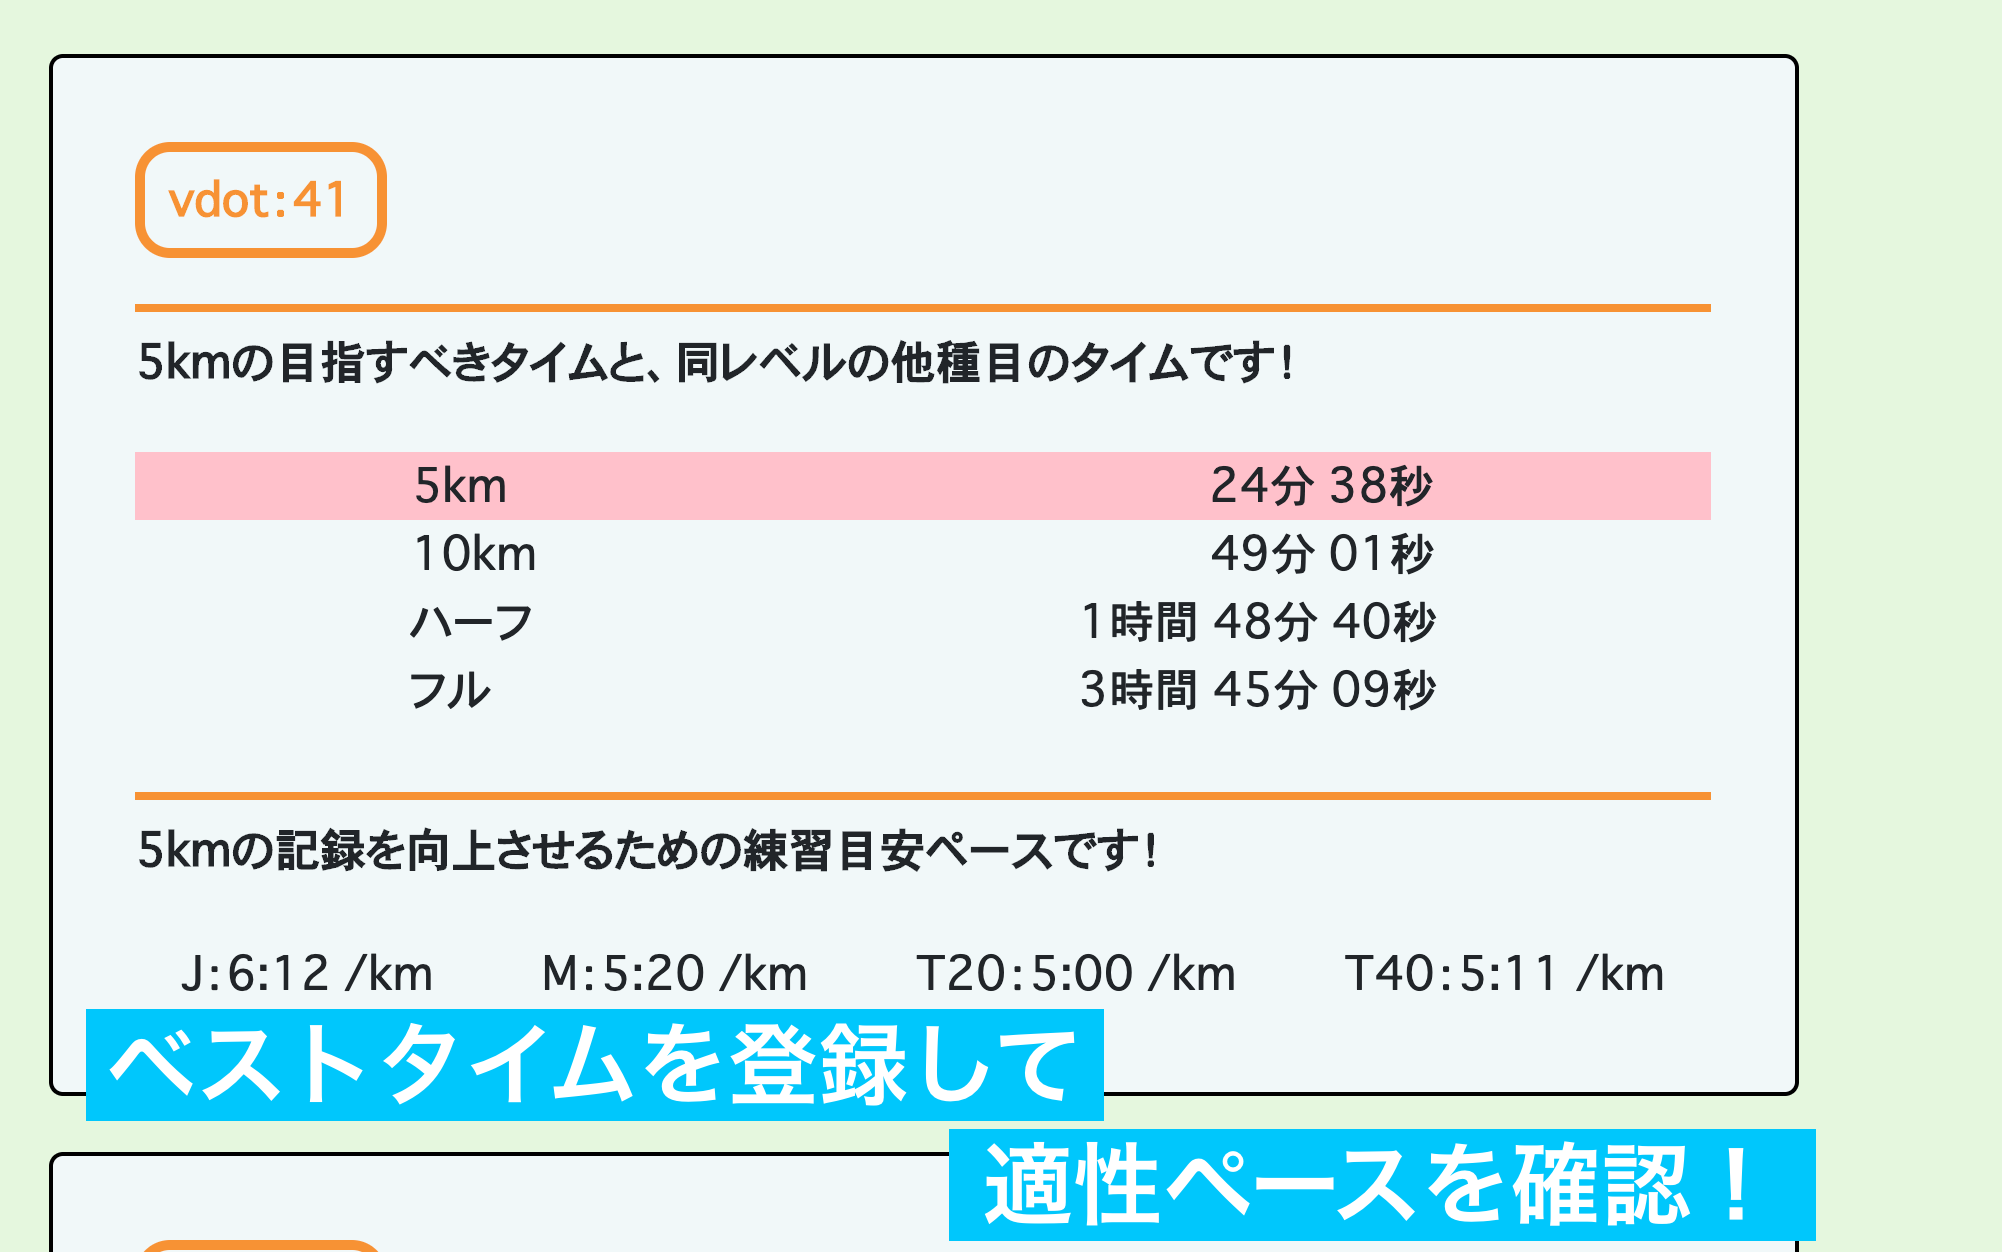 vdot:41
5kmの目指すべきタイムと、同レベルの他種目のタイムです!
5km 24分 38秒
10km 49分 01秒
ハーフ 1時間 48分 40秒
フル 3時間 45分 09秒
5kmの記録を向上させるための練習目安ペースです!
J:6:12 /km M:5:20 /km T20:5:00 /km T40:5:11 /km
ベストタイムを登録して
適性ペースを確認！